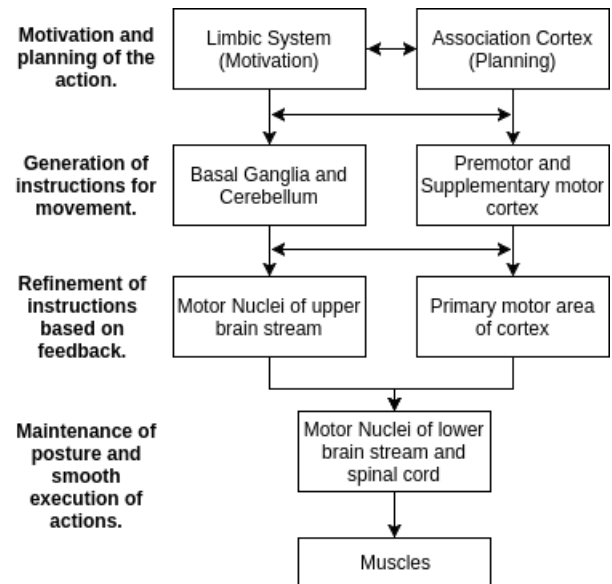 Motivation and
planning of the
action.
Limbic System
(Motivation)
Association Cortex
(Planning)
Generation of
instructions for
movement.
Basal Ganglia and
Cerebellum
Premotor and
Supplementary motor
cortex
Refinement of
instructions
based on
feedback.
Motor Nuclei of upper
brain stream
Primary motor area
of cortex
Maintenance of
posture and
smooth
execution of
actions.
Motor Nuclei of lower
brain stream and
spinal cord
Muscles